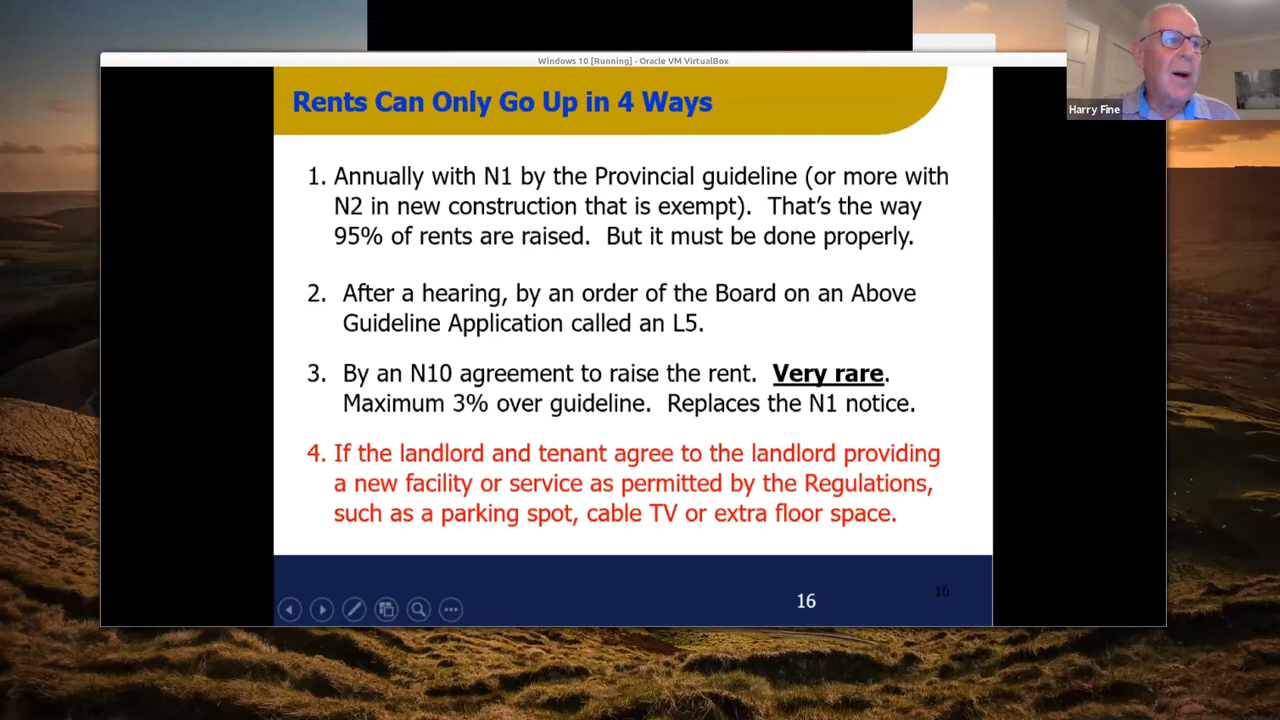 Windows 10 [Running] - Oracle VM VirtualBox
Harry Fine
Rents Can Only Go Up in 4 Ways
1. Annually with N1 by the Provincial guideline (or more with
N2 in new construction that is exempt). That's the way
95% of rents are raised. But it must be done properly.
2. After a hearing, by an order of the Board on an Above
Guideline Application called an L5.
3. By an N10 agreement to raise the rent. Very rare.
Maximum 3% over guideline. Replaces the N1 notice.
4. If the landlord and tenant agree to the landlord providing
a new facility or service as permitted by the Regulations,
such as a parking spot, cable TV or extra floor space.
16
16